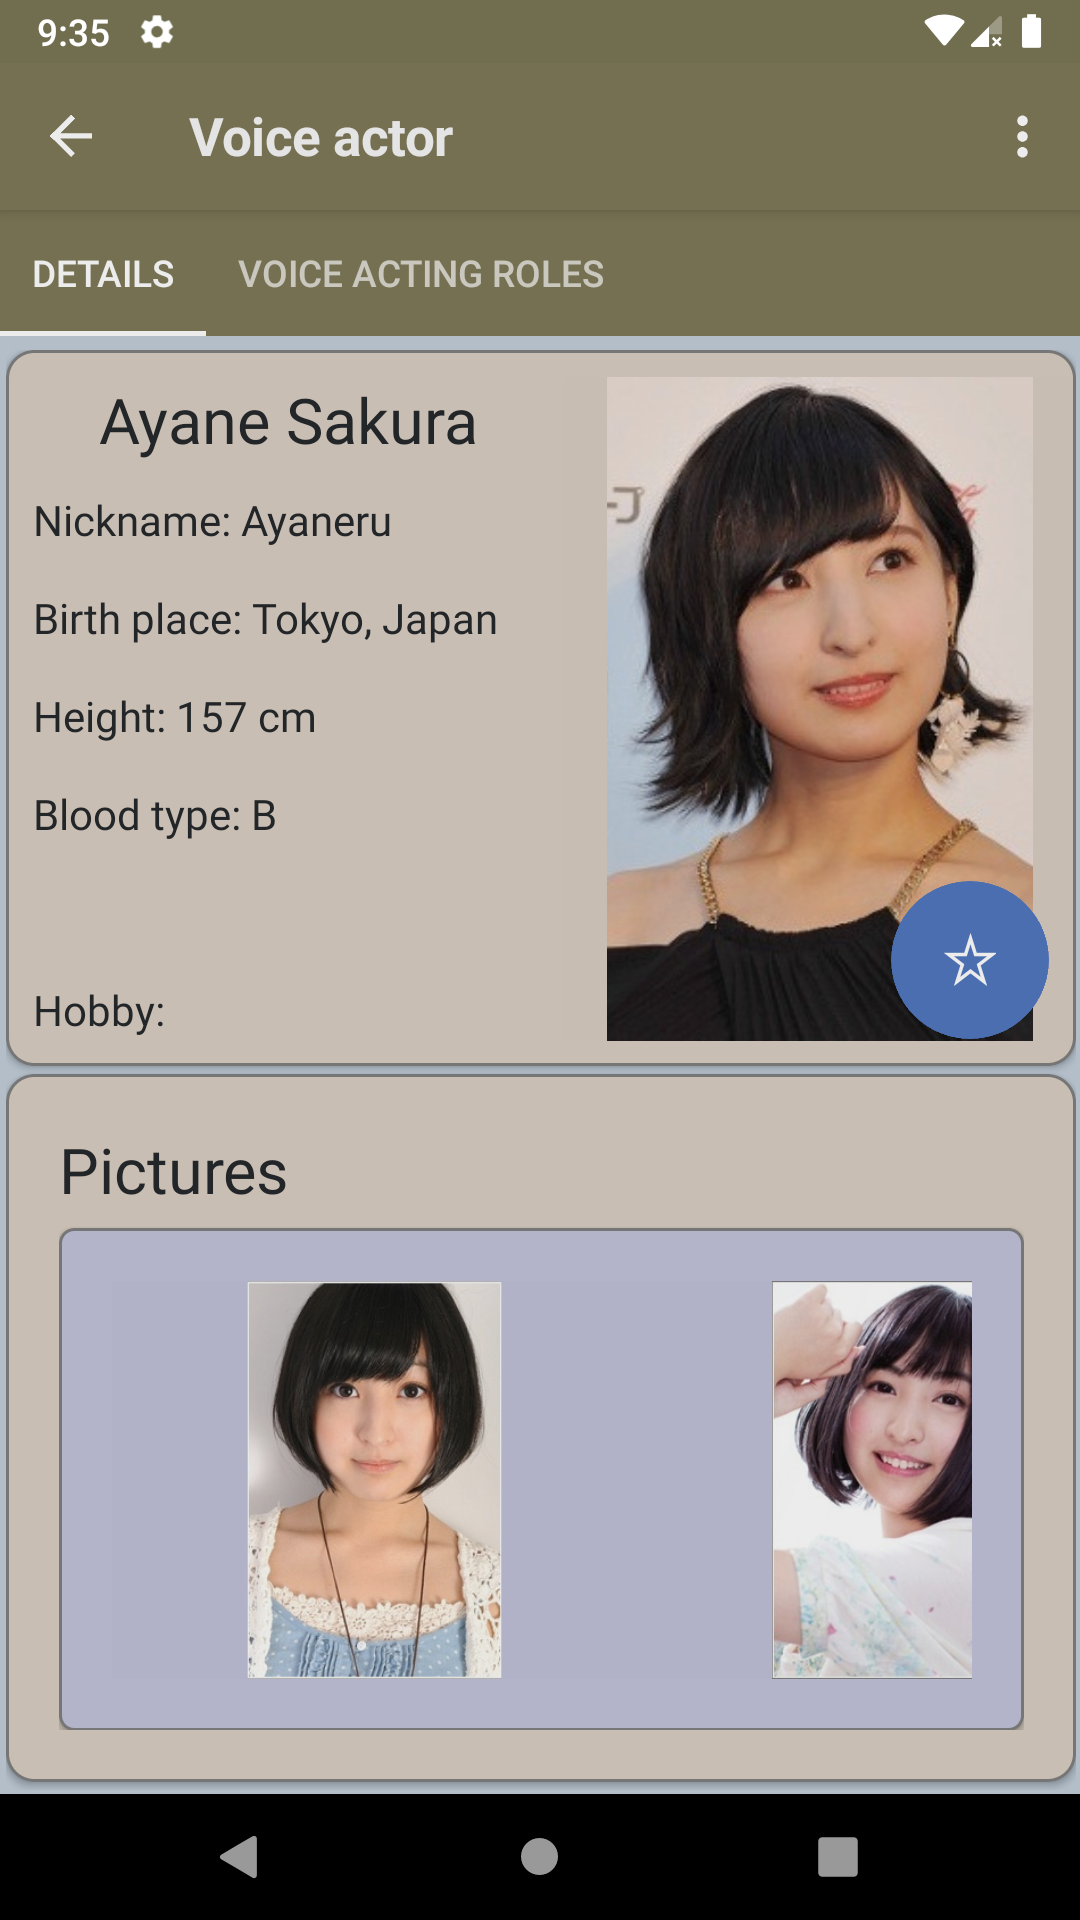 9:35
Voice actor
DETAILS
VOICE ACTING ROLES
Ayane Sakura
Nickname: Ayaneru
Birth place: Tokyo, Japan
Height: 157 cm
Blood type: B
Hobby:
Pictures